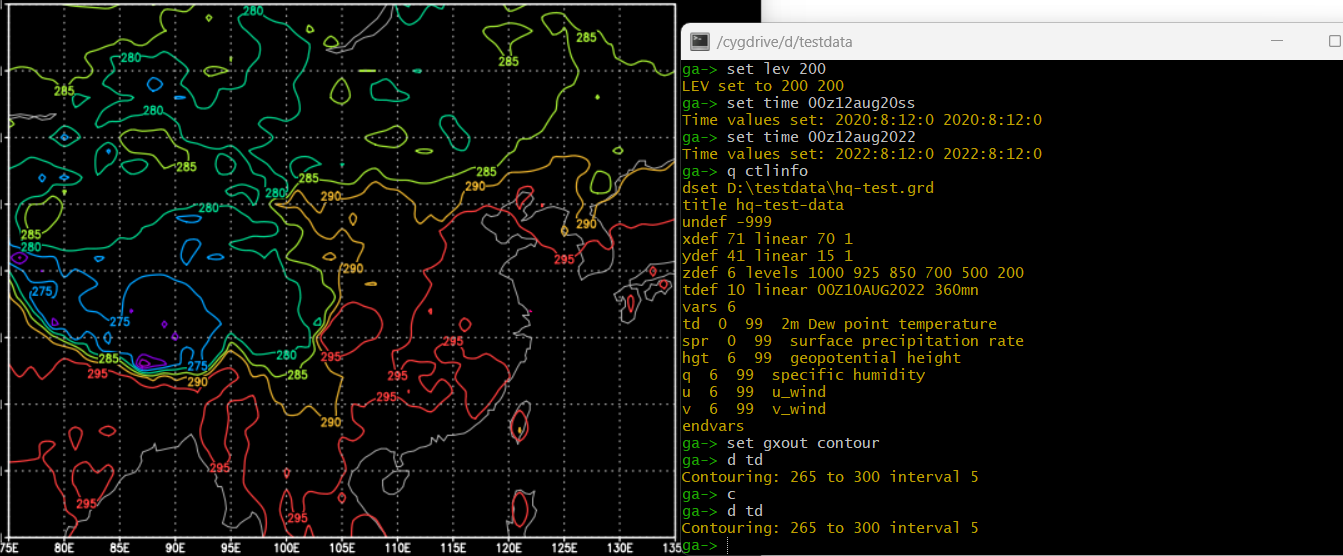 /cygdrive/d/testdata
ga-> set lev 200
LEV set to 200 200
ga-> set time 00z12aug20ss
Time values set: 2020:8:12:0 2020:8:12:0
ga-> set time 00z12aug2022
Time values set: 2022:8:12:0 2022:8:12:0
ga-> q ctlinfo
dset D:\testdata\hq-test.grd
title hq-test-data
undef -999
xdef 71 linear 70 1
ydef 41 linear 15 1
zdef 6 levels 1000 925 850 700 500 200
tdef 10 linear 00Z10AUG2022 360mn
vars 6
td  0  99  2m Dew point temperature
spr  0  99  surface precipitation rate
hgt  6  99  geopotential height
q  6  99  specific humidity
u  6  99  u_wind
v  6  99  v_wind
endvars
ga-> set gxout contour
ga-> d td
Contouring: 265 to 300 interval 5
ga-> c
ga-> d td
Contouring: 265 to 300 interval 5
ga->
280
285
280
285
285
280
285
280
285
290
290
280
285
280
295
290
275
275
280
285
285
290
295
295
295
295
295
290
295
295
295
295
75E 80E 85E 90E 95E 100E 105E 110E 115E 120E 125E 130E 135